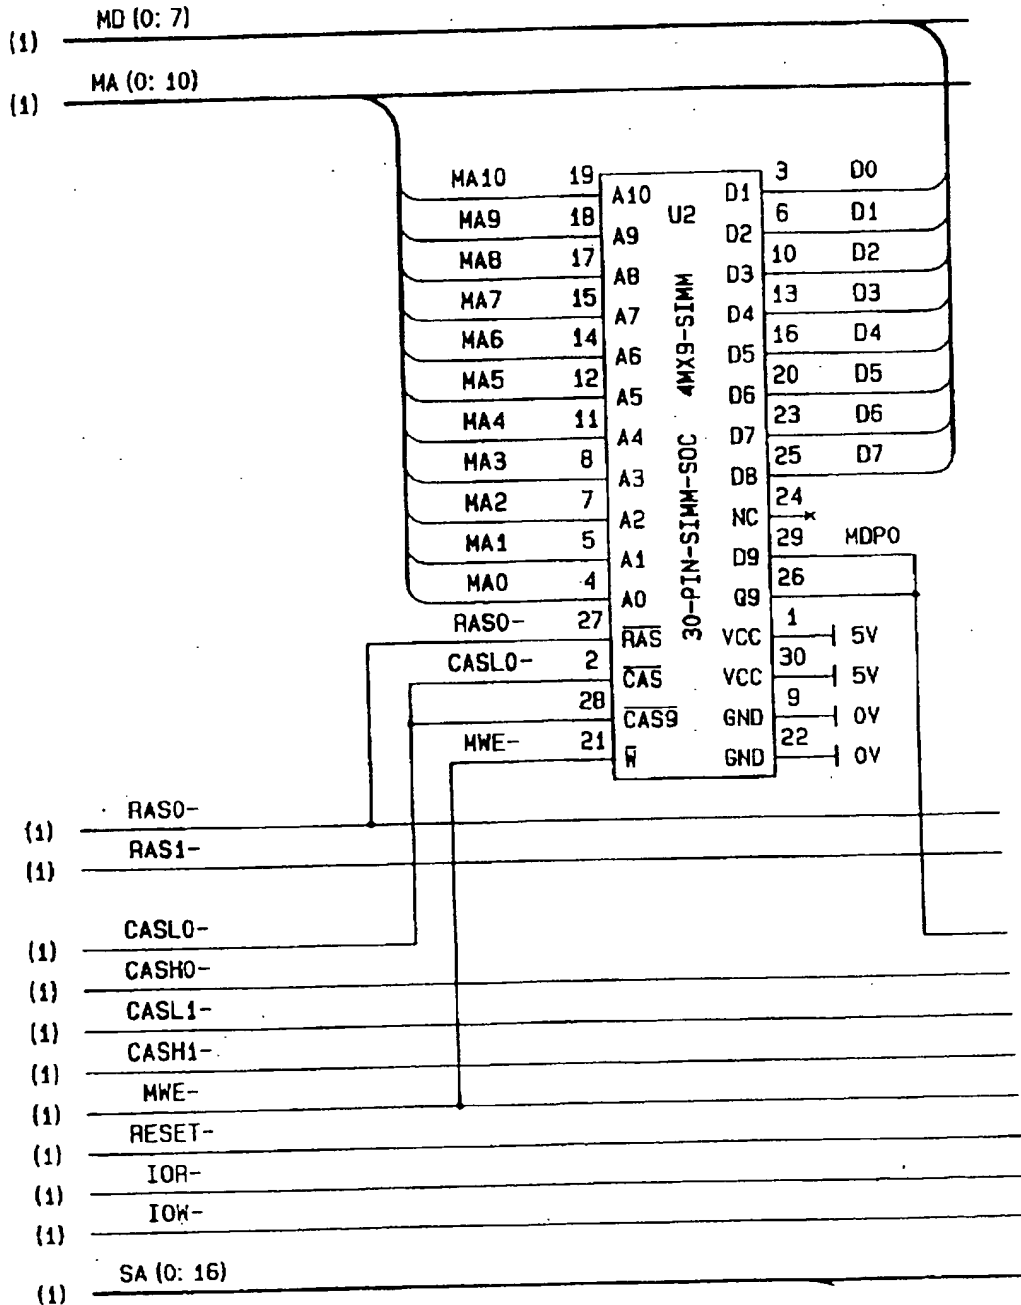 MD (0: 7)
(1)
MA (0: 10)
(1)
MA10 19 A10 D1 3 D0
U2
MA9 18 A9 D2 6 D1
MA8 17 A8 D3 10 D2
MA7 15 A7 D4 13 D3
MA6 14 A6 D5 16 D4
MA5 12 A5 D6 20 D5
MA4 11 A4 D7 23 D6
MA3 8 A3 D8 25 D7
MA2 7 A2 NC 24
MA1 5 A1 D9 29 MDP0
MA0 4 A0 Q9 26
RAS0- 27 RAS VCC 1 5V
CASL0- 2 CAS VCC 30 5V
28 CAS9 GND 9 0V
MWE- 21 W GND 22 0V
4MX9-SIMM
30-PIN-SIMM-SOC
RAS0-
(1)
RAS1-
(1)
CASL0-
(1)
CASH0-
(1)
CASL1-
(1)
CASH1-
(1)
MWE-
(1)
RESET-
(1)
IOR-
(1)
IOW-
(1)
SA (0: 16)
(1)